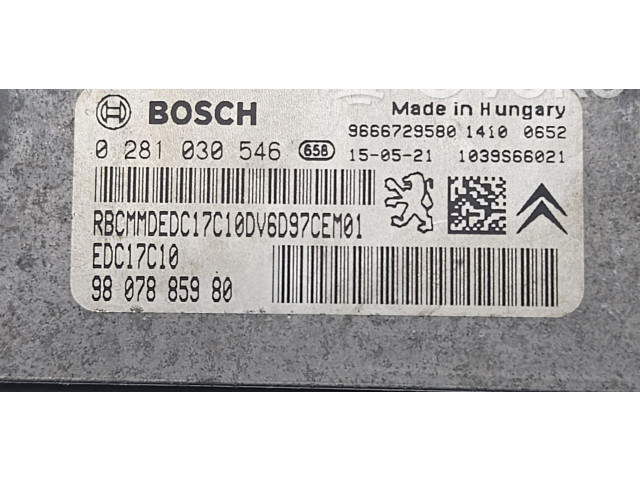 BOSCH
Made in Hungary
9666729580 1410 0652
0 281 030 546 658 15-05-21 1039S66021
RBCMMDEDC17C10DV6D97CEM01
EDC17C10
98 078 859 80